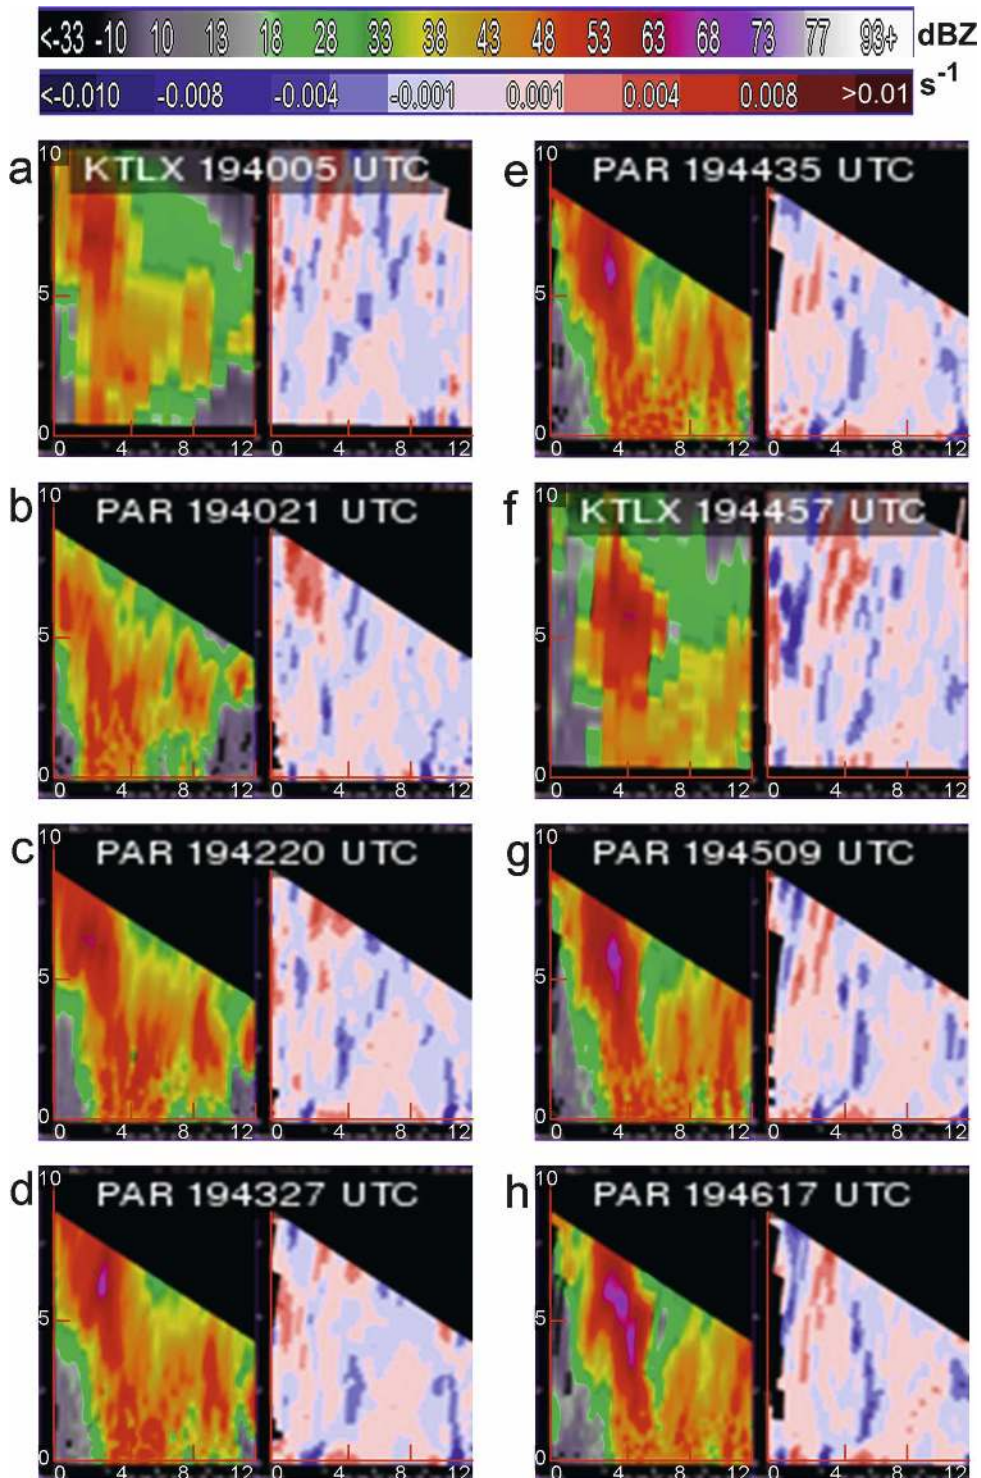 <-33 -10 10 13 18 28 33 38 43 48 53 63 68 73 77 93+ dBZ
<-0.010 -0.008 -0.004 -0.001 0.001 0.004 0.008 >0.01 s-1
a
KTLX 194005 UTC
10
5
0
0 4 8 12 0 4 8 12
b
PAR 194021 UTC
10
5
0
0 4 8 12 0 4 8 12
c
PAR 194220 UTC
10
5
0
0 4 8 12 0 4 8 12
d
PAR 194327 UTC
10
5
0
0 4 8 12 0 4 8 12
e
PAR 194435 UTC
10
5
0
0 4 8 12 0 4 8 12
f
KTLX 194457 UTC
10
5
0
0 4 8 12 0 4 8 12
g
PAR 194509 UTC
10
5
0
0 4 8 12 0 4 8 12
h
PAR 194617 UTC
10
5
0
0 4 8 12 0 4 8 12